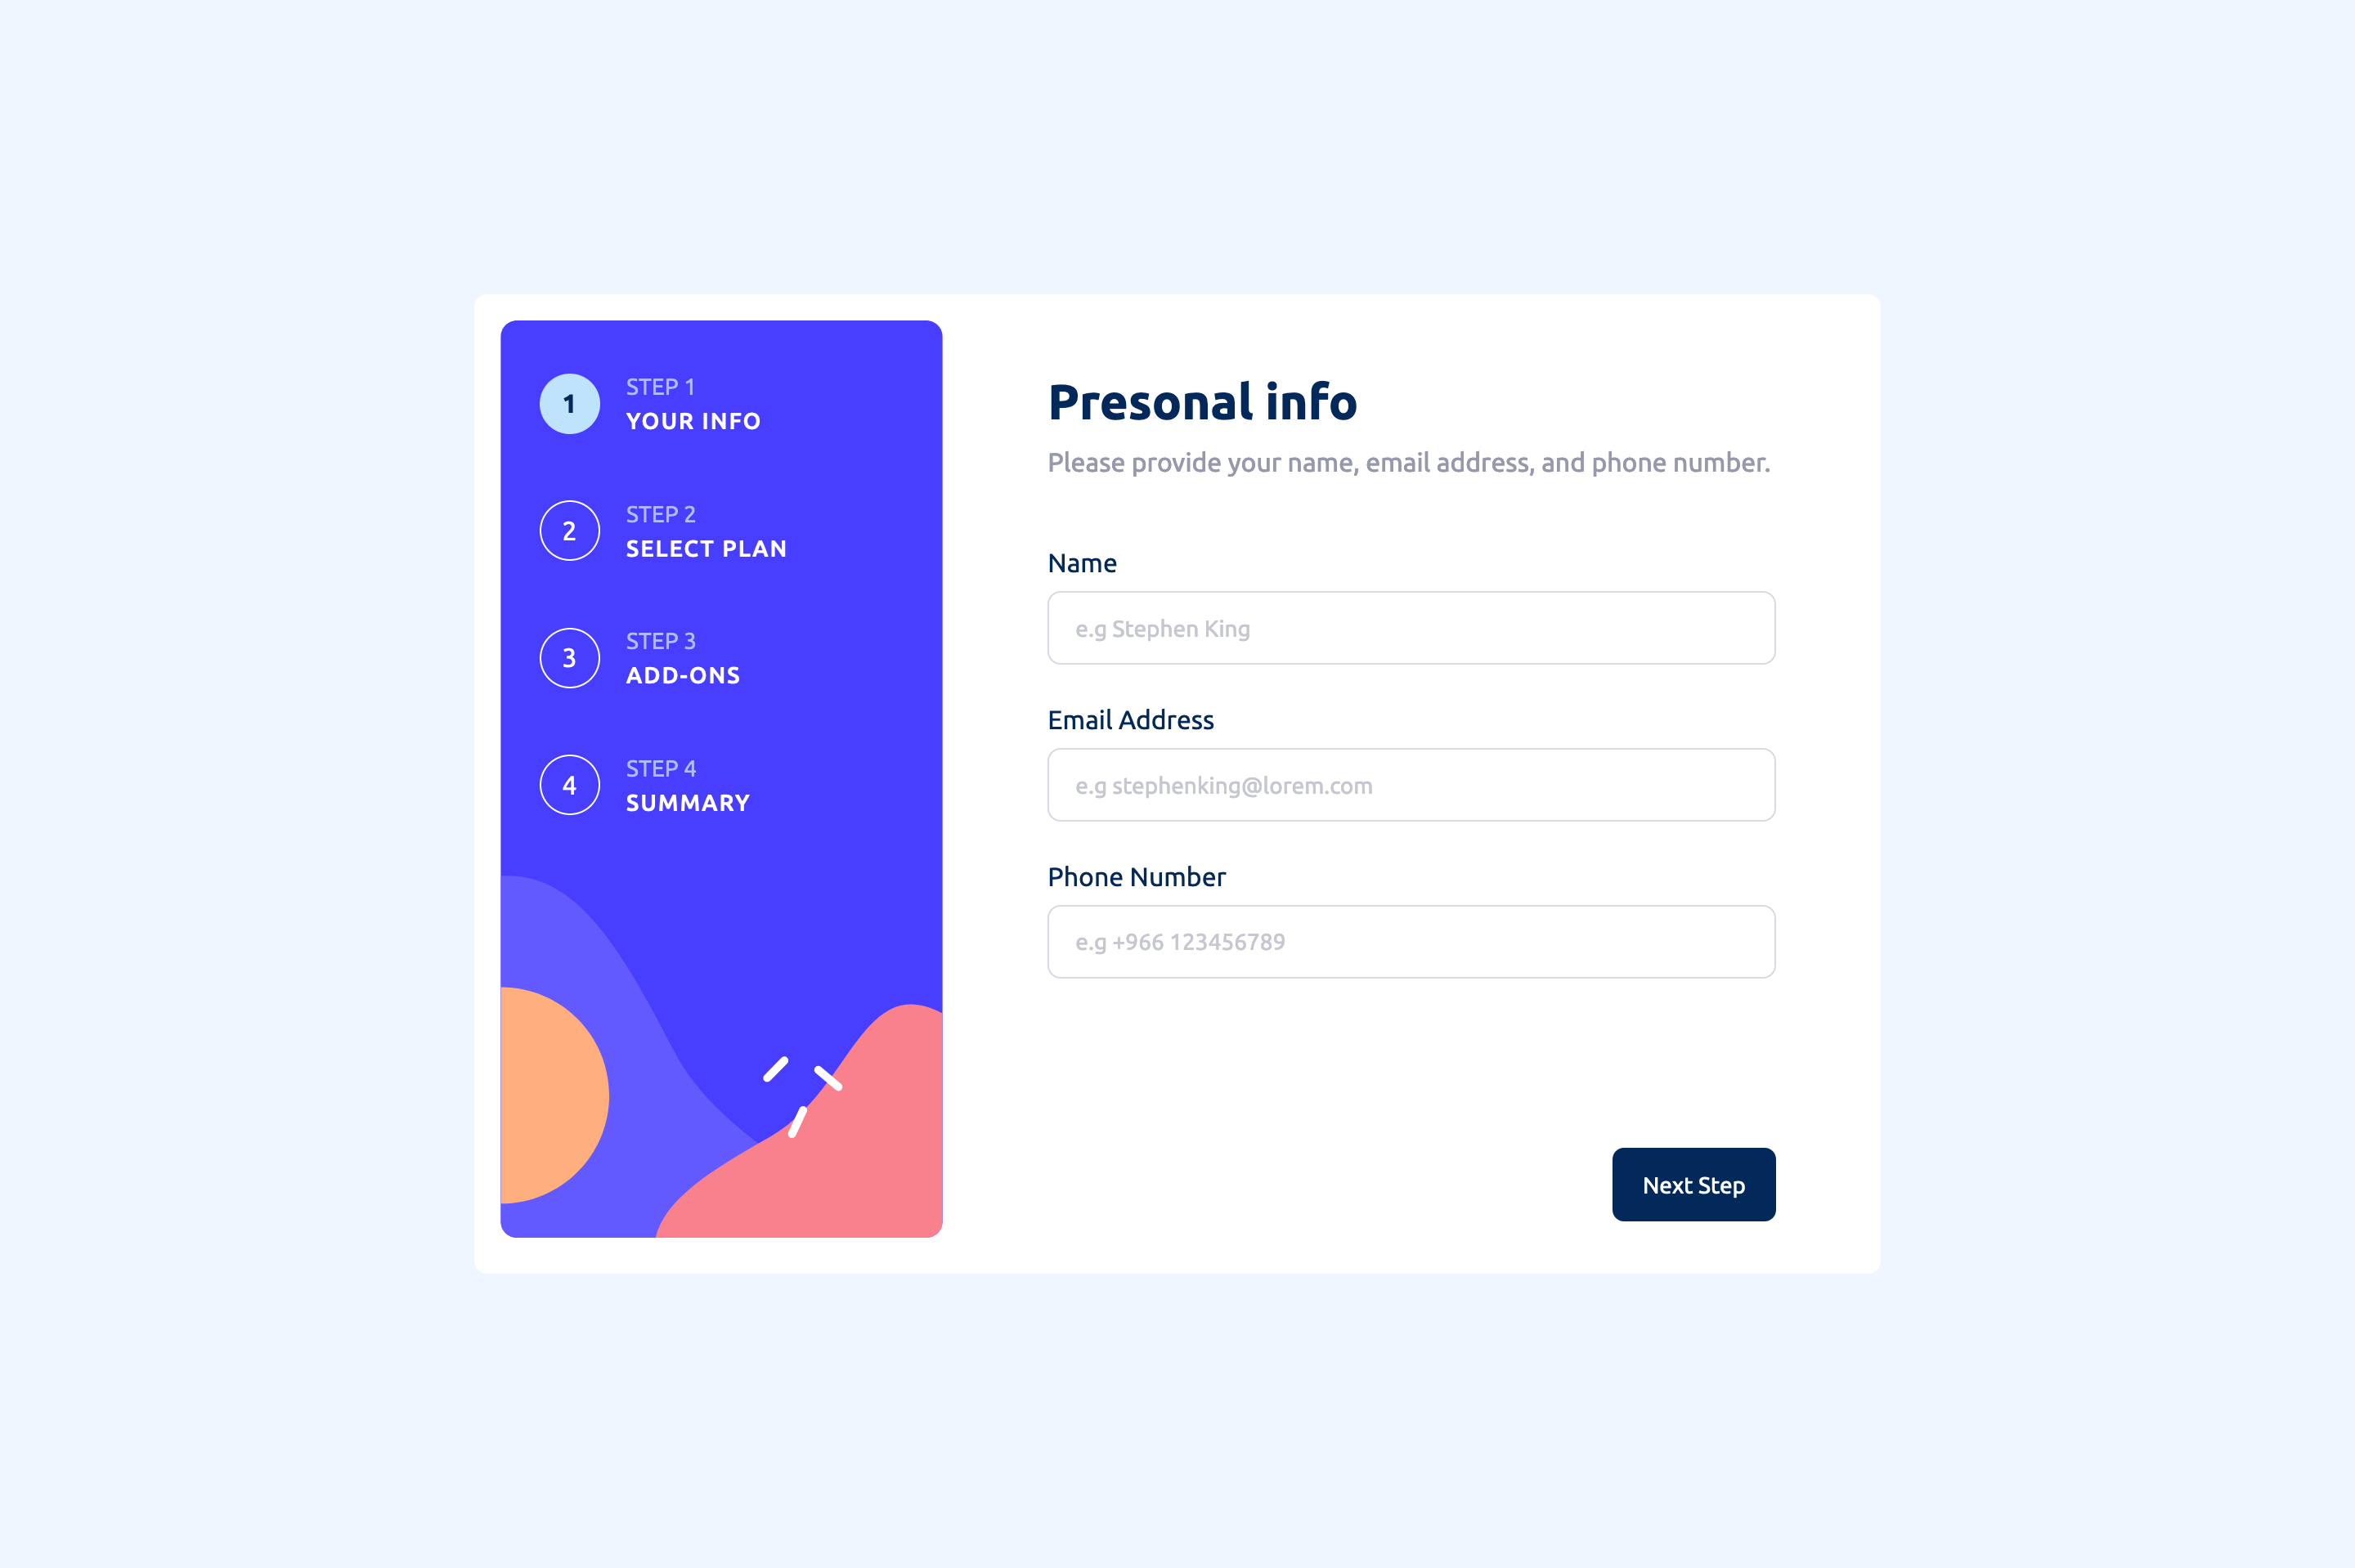 1
STEP 1
YOUR INFO
2
STEP 2
SELECT PLAN
3
STEP 3
ADD-ONS
4
STEP 4
SUMMARY
Presonal info
Please provide your name, email address, and phone number.
Name
e.g Stephen King
Email Address
e.g stephenking@lorem.com
Phone Number
e.g +966 123456789
Next Step